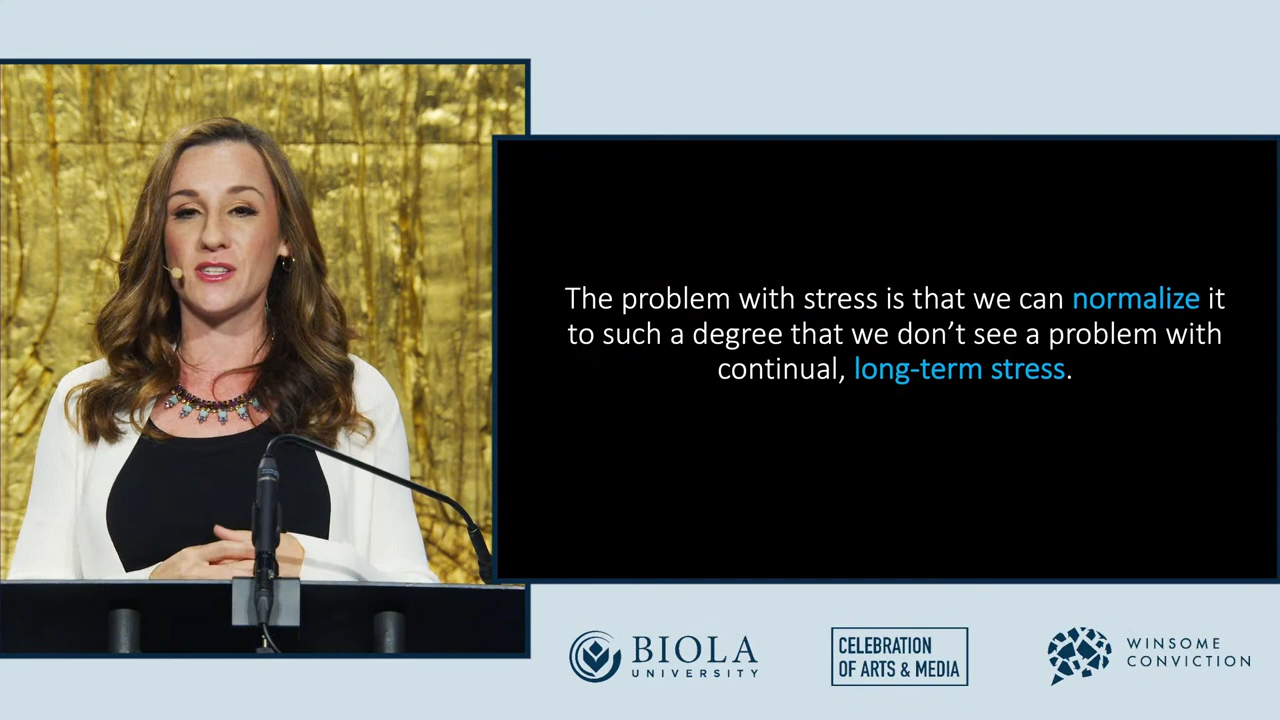 The problem with stress is that we can normalize it
to such a degree that we don’t see a problem with
continual, long-term stress.
BIOLA
UNIVERSITY
CELEBRATION
OF ARTS & MEDIA
WINSOME
CONVICTION